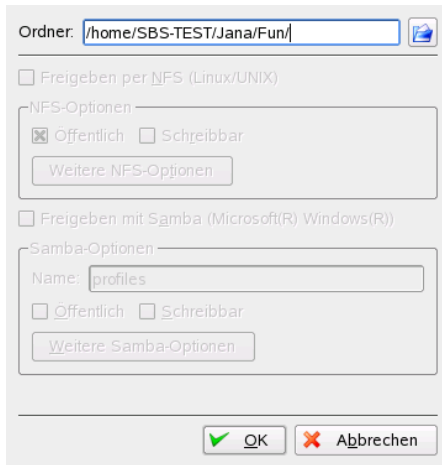 Ordner: /home/SBS-TEST/Jana/Fun/
Freigeben per NFS (Linux/UNIX)
NFS-Optionen
Öffentlich Schreibbar
Weitere NFS-Optionen
Freigeben mit Samba (Microsoft(R) Windows(R))
Samba-Optionen
Name: profiles
Öffentlich Schreibbar
Weitere Samba-Optionen
OK Abbrechen